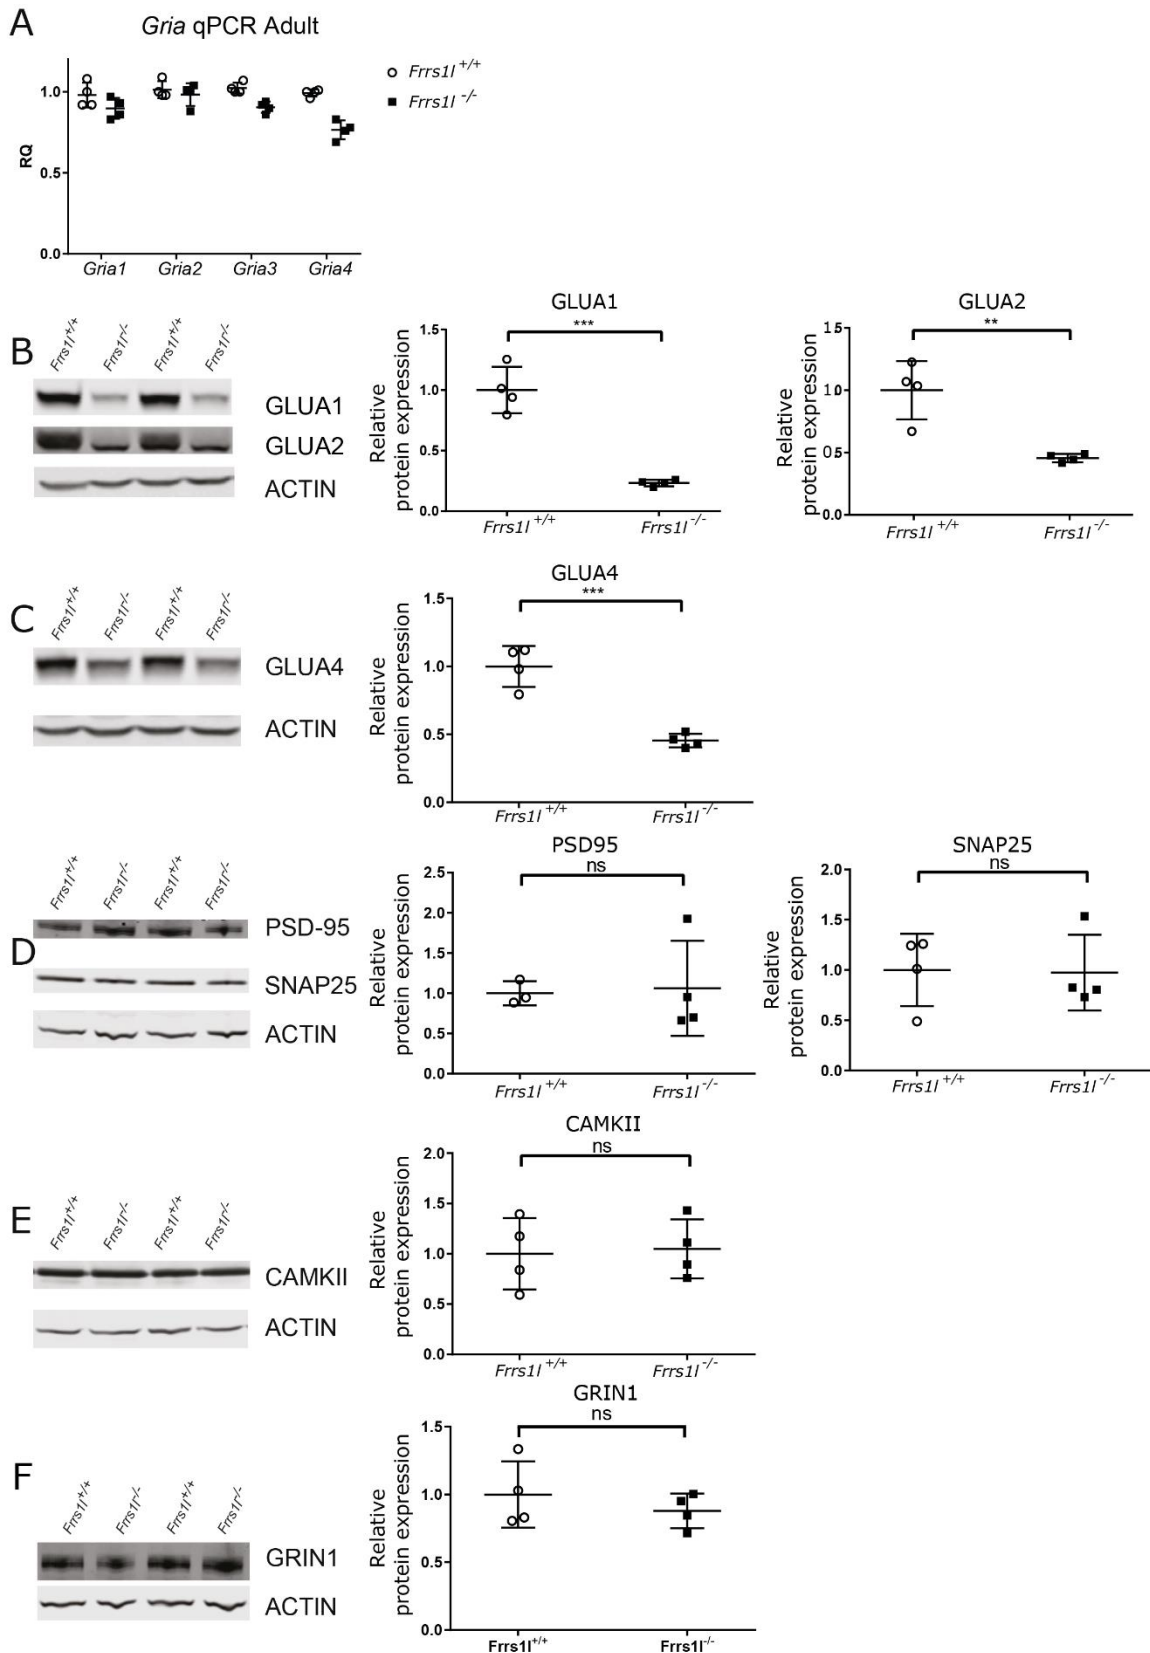 A
Gria qPCR Adult
Frrs1l +/+
Frrs1l -/-
RQ
1.0
0.5
0.0
Gria1 Gria2 Gria3 Gria4
B
Frrs1l+/+ Frrs1l-/- Frrs1l+/+ Frrs1l-/-
GLUA1
GLUA2
ACTIN
GLUA1
***
Relative
protein expression
1.5
1.0
0.5
0.0
Frrs1l +/+ Frrs1l -/-
GLUA2
**
Relative
protein expression
1.5
1.0
0.5
0.0
Frrs1l +/+ Frrs1l -/-
C
Frrs1l+/+ Frrs1l-/- Frrs1l+/+ Frrs1l-/-
GLUA4
ACTIN
GLUA4
***
Relative
protein expression
1.5
1.0
0.5
0.0
Frrs1l +/+ Frrs1l -/-
D
Frrs1l+/+ Frrs1l-/- Frrs1l+/+ Frrs1l-/-
PSD-95
SNAP25
ACTIN
PSD95
ns
Relative
protein expression
2.5
2.0
1.5
1.0
0.5
0.0
Frrs1l +/+ Frrs1l -/-
SNAP25
ns
Relative
protein expression
2.0
1.5
1.0
0.5
0.0
Frrs1l +/+ Frrs1l -/-
E
Frrs1l+/+ Frrs1l-/- Frrs1l+/+ Frrs1l-/-
CAMKII
ACTIN
CAMKII
ns
Relative
protein expression
2.0
1.5
1.0
0.5
0.0
Frrs1l +/+ Frrs1l -/-
F
Frrs1l+/+ Frrs1l-/- Frrs1l+/+ Frrs1l-/-
GRIN1
ACTIN
GRIN1
ns
Relative
protein expression
1.5
1.0
0.5
0.0
Frrs1l+/+ Frrs1l-/-